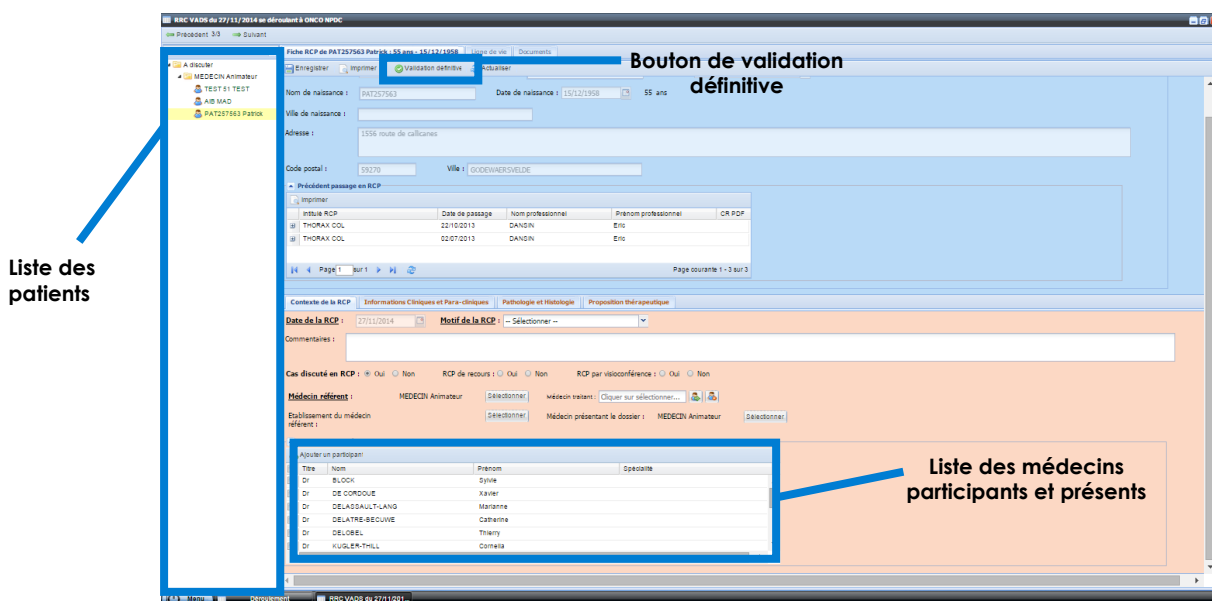 RRC VADS du 27/11/2014 se déroulant à ONCO NPDC
Précédent 3/3 Suivant
A discuter
MEDECIN Animateur
TEST 51 TEST
AIB MAD
PAT257563 Patrick
Liste des
patients
Fiche RCP de PAT257563 Patrick : 55 ans - 15/12/1958 Ligne de vie Documents
Enregistrer Imprimer Validation définitive Actualiser
Bouton de validation
définitive
Nom de naissance : PAT257563 Date de naissance : 15/12/1958 55 ans
Ville de naissance :
Adresse : 1556 route de callicanes
Code postal : 59270 Ville : GODEWAERSVELDE
Précédent passage en RCP
Imprimer
Intitulé RCP Date de passage Nom professionnel Prénom professionnel CR PDF
THORAX COL 22/10/2013 DANSIN Eric
THORAX COL 02/07/2013 DANSIN Eric
Page 1 sur 1 Page courante 1 - 3 sur 3
Contexte de la RCP Informations Cliniques et Para-cliniques Pathologie et Histologie Proposition thérapeutique
Date de la RCP : 27/11/2014 Motif de la RCP : -- Sélectionner --
Commentaires :
Cas discuté en RCP : Oui Non RCP de recours : Oui Non RCP par visioconférence : Oui Non
Médecin référent : MEDECIN Animateur Sélectionner Médecin traitant : Cliquer sur sélectionner...
Etablissement du médecin
référent :
Sélectionner Médecin présentant le dossier : MEDECIN Animateur Sélectionner
Ajouter un participant
Titre Nom Prénom Spécialité
Dr BLOCK Sylvie
Dr DE CORDOUE Xavier
Dr DELASSAULT-LANG Marianne
Dr DELATRE-BECUWE Catherine
Dr DELOBEL Thierry
Dr KUGLER-THILL Cornelia
Liste des médecins
participants et présents
Menu Déroulement RRC VADS du 27/11/201...